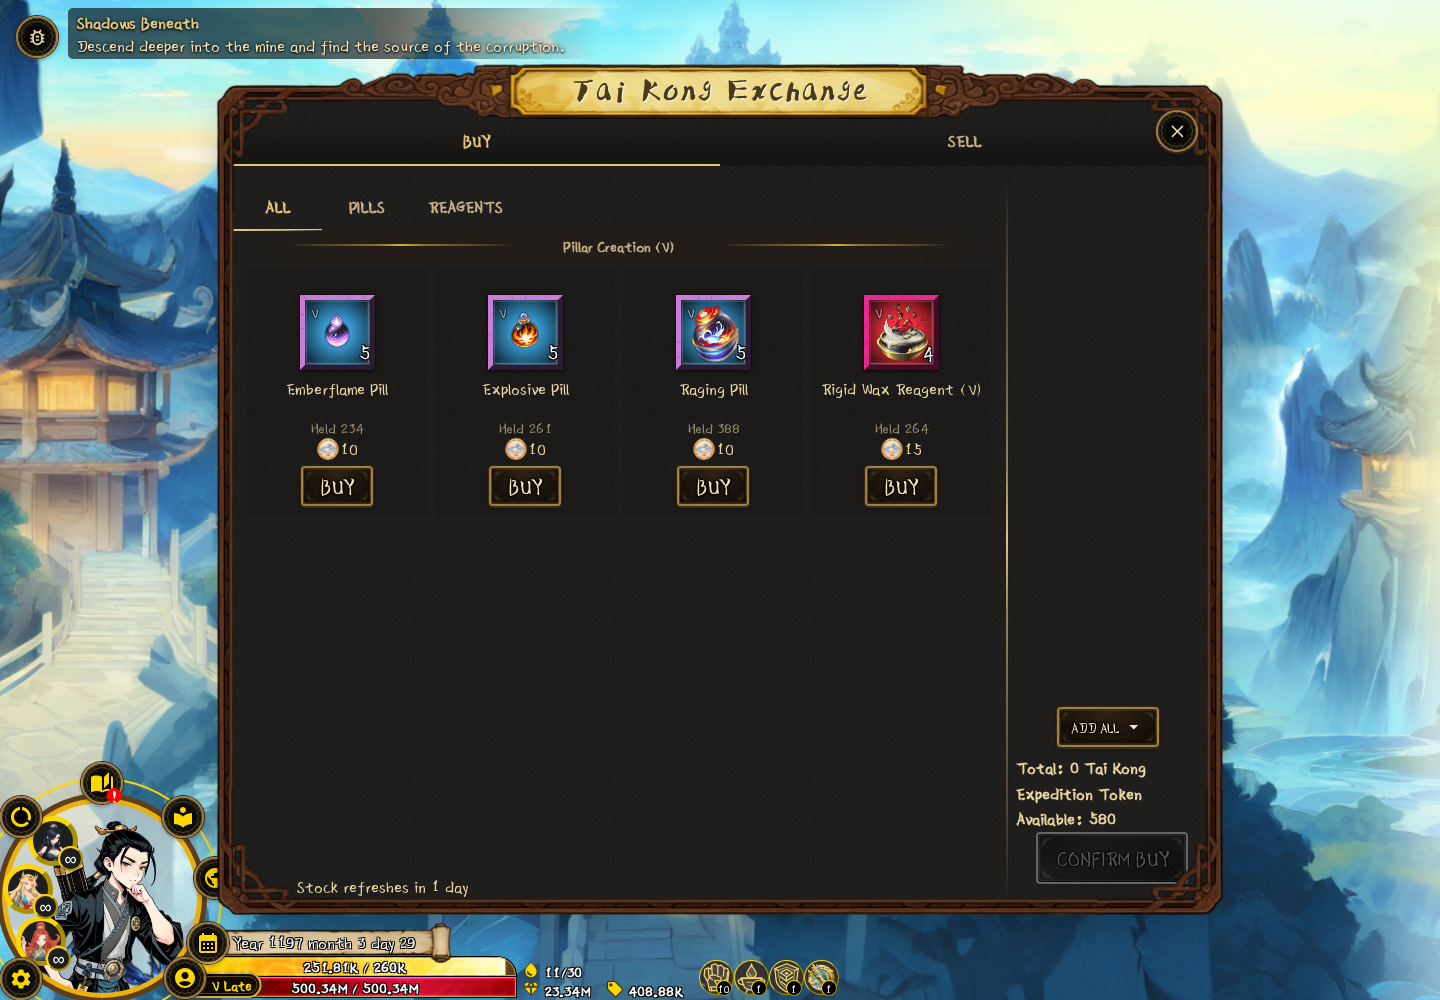 Shadows Beneath
Descend deeper into the mine and find the source of the corruption.
Tai Kong Exchange
BUY
SELL
ALL
PILLS
REAGENTS
Pillar Creation (V)
V
5
Emberflame Pill
Held 234
10
BUY
V
5
Explosive Pill
Held 261
10
BUY
V
5
Raging Pill
Held 388
10
BUY
V
4
Rigid Wax Reagent (V)
Held 264
15
BUY
ADD ALL
Total: 0 Tai Kong
Expedition Token
Available: 580
CONFIRM BUY
Stock refreshes in 1 day
∞
∞
∞
Year 1197 month 3 day 29
251.81K / 260K
V Late
500.34M / 500.34M
11/30
23.34M
408.88K
10
1
1
1